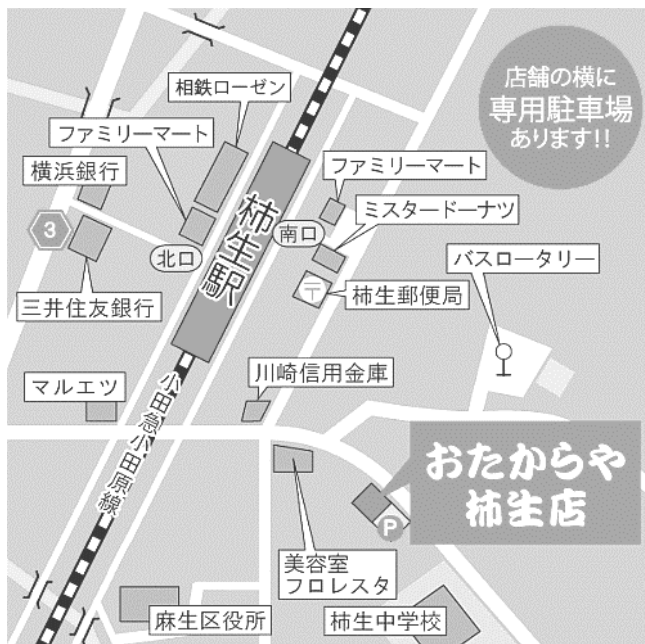 店舗の横に
専用駐車場
あります!!
相鉄ローゼン
ファミリーマート
横浜銀行
3
三井住友銀行
北口
柿生駅
南口
ファミリーマート
ミスタードーナツ
〒
柿生郵便局
バスロータリー
マルエツ
川崎信用金庫
小田急小田原線
おたからや
柿生店
P
美容室
フロレスタ
麻生区役所
柿生中学校